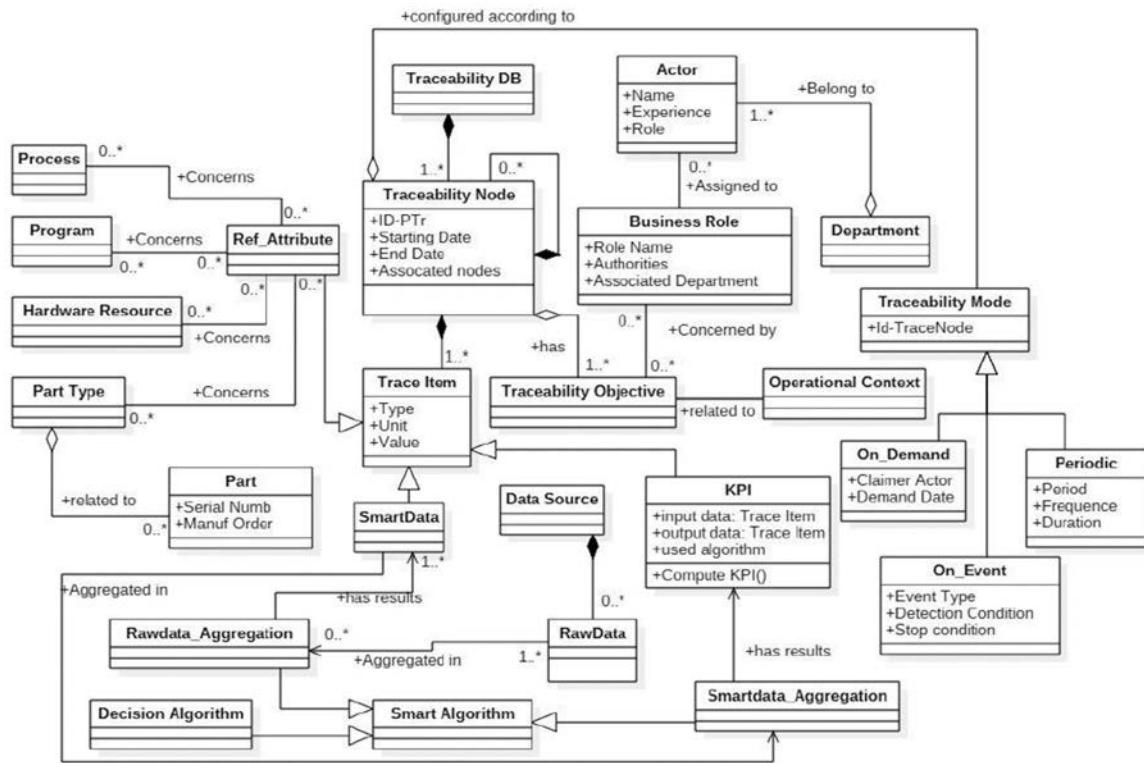 +configured according to
Traceability DB
Actor
+Name
+Experience
+Role
+Belong to
1..*
0..*
Process
0..*
+Concerns
0..*
1..*
0..*
+Assigned to
Traceability Node
+ID-PTr
+Starting Date
+End Date
+Assocated nodes
Business Role
+Role Name
+Authorities
+Associated Department
Department
Program
+Concerns
0..*
0..*
Ref_Attribute
0..*
0..*
0..*
Hardware Resource
0..*
+Concerns
Traceability Mode
+Id-TraceNode
0..*
+Concerned by
0..*
+has
1..*
1..*
Part Type
+Concerns
0..*
Trace Item
+Type
+Unit
+Value
Traceability Objective
+related to
Operational Context
On_Demand
+Claimer Actor
+Demand Date
Periodic
+Period
+Frequence
+Duration
+related to
0..*
Part
+Serial Numb
+Manuf Order
SmartData
1..*
Data Source
KPI
+input data: Trace Item
+output data: Trace Item
+used algorithm
+Compute KPI()
On_Event
+Event Type
+Detection Condition
+Stop condition
+Aggregated in
+has results
0..*
Rawdata_Aggregation
0..*
+Aggregated in
1..*
RawData
+has results
Smartdata_Aggregation
Decision Algorithm
Smart Algorithm